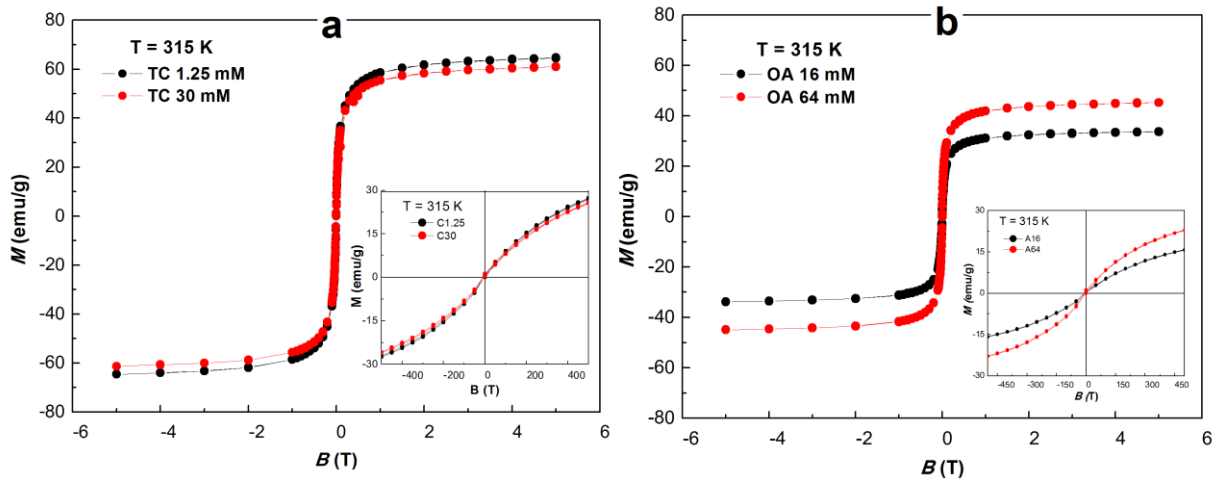 a
T = 315 K
TC 1.25 mM
TC 30 mM
M (emu/g)
80
60
40
20
0
-20
-40
-60
-80
-6
-4
-2
0
2
4
6
B (T)
T = 315 K
C1.25
C30
M (emu/g)
30
15
0
-15
-30
-400
-200
0
200
400
B (T)
b
T = 315 K
OA 16 mM
OA 64 mM
M (emu/g)
80
60
40
20
0
-20
-40
-60
-80
-6
-4
-2
0
2
4
6
B (T)
T = 315 K
A16
A64
M (emu/g)
30
15
0
-15
-30
-450
-300
-150
0
150
300
450
B (T)